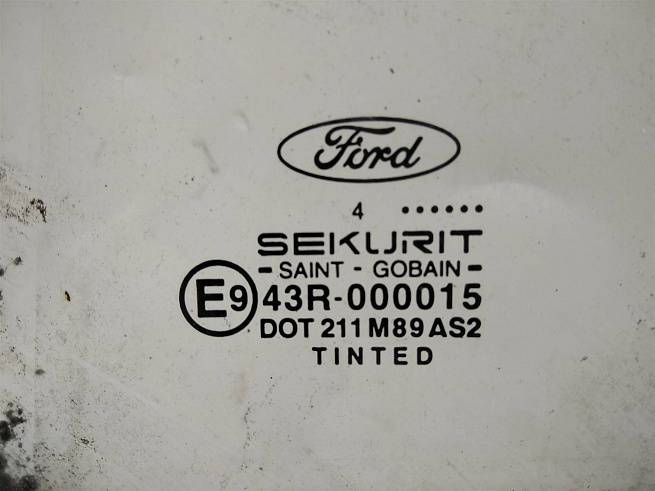 Ford
4 ••••••
SEKURIT
- SAINT - GOBAIN -
E9 43R-000015
DOT 211 M89 AS2
TINTED